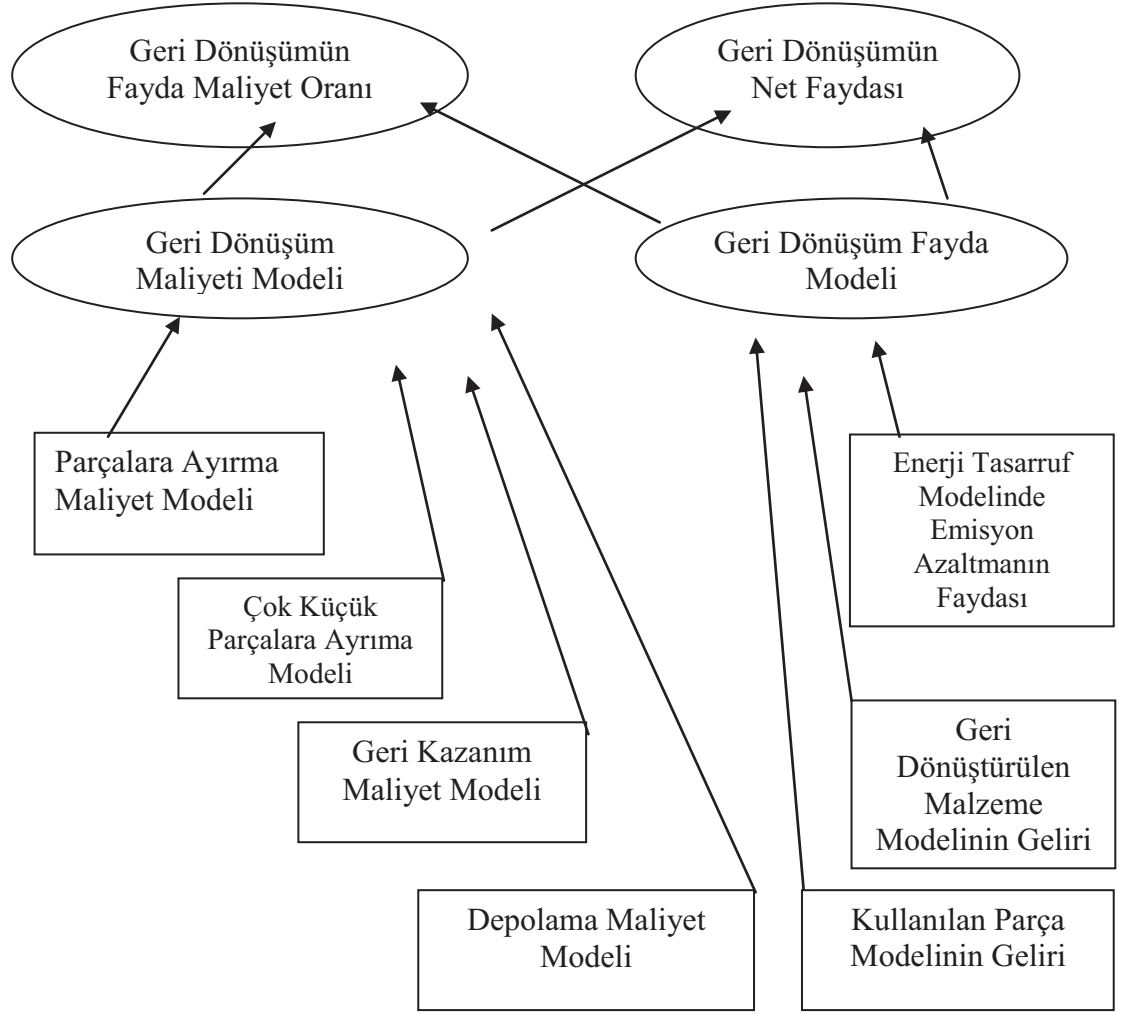 Geri Dönüşümün
Fayda Maliyet Oranı
Geri Dönüşümün
Net Faydası
Geri Dönüşüm
Maliyeti Modeli
Geri Dönüşüm Fayda
Modeli
Parçalara Ayırma
Maliyet Modeli
Enerji Tasarruf
Modelinde
Emisyon
Azaltmanın
Faydası
Çok Küçük
Parçalara Ayrıma
Modeli
Geri Kazanım
Maliyet Modeli
Geri
Dönüştürülen
Malzeme
Modelinin Geliri
Depolama Maliyet
Modeli
Kullanılan Parça
Modelinin Geliri